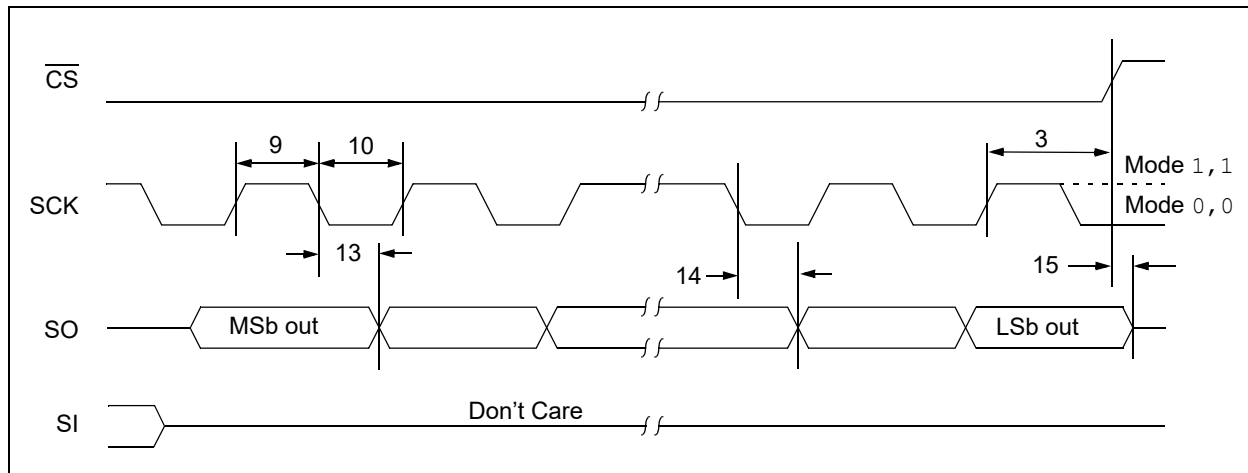 CS
9
10
3
Mode 1,1
SCK
Mode 0,0
13
14
15
SO
MSb out
LSb out
SI
Don't Care